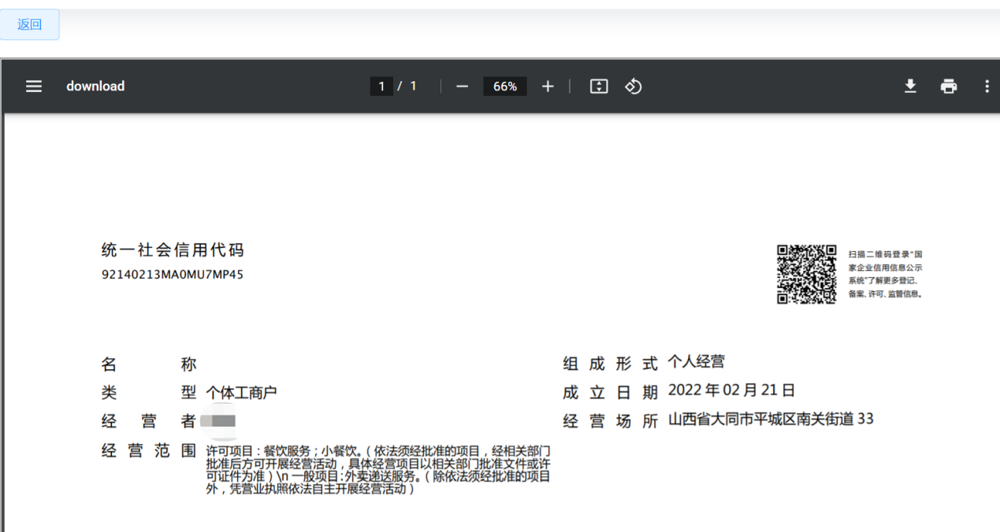 返回
download
1 / 1
66%
统一社会信用代码
92140213MA0MU7MP45
扫描二维码登录“国
家企业信用信息公示
系统”了解更多登记、
备案、许可、监管信息。
名称
类型 个体工商户
经营者
经营范围 许可项目：餐饮服务；小餐饮。（依法须经批准的项目，经相关部门
批准后方可开展经营活动，具体经营项目以相关部门批准文件或许
可证件为准）\n 一般项目:外卖递送服务。（除依法须经批准的项目
外，凭营业执照依法自主开展经营活动）
组成形式 个人经营
成立日期 2022 年 02 月 21 日
经营场所 山西省大同市平城区南关街道 33